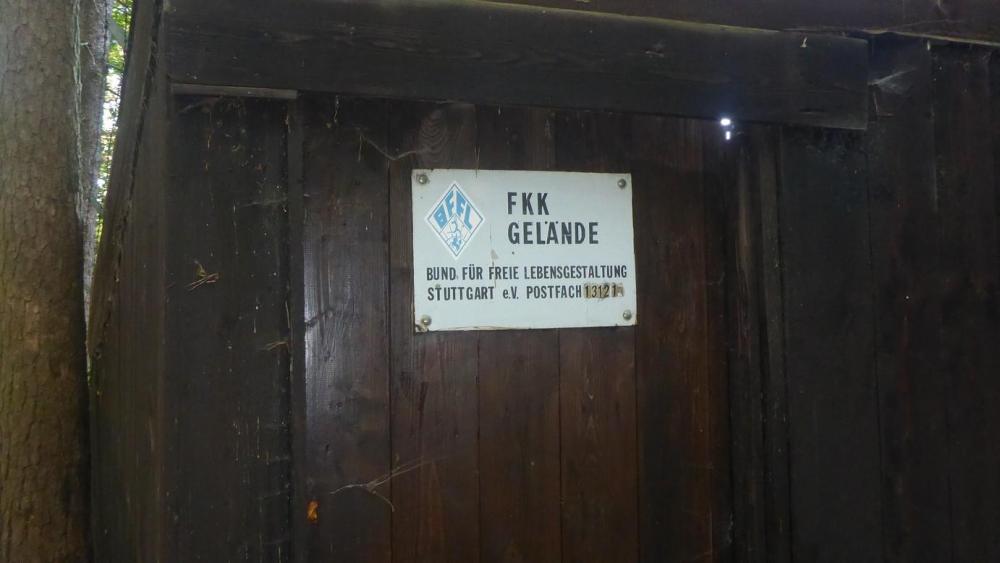 BFFL
FKK
GELÄNDE
BUND FÜR FREIE LEBENSGESTALTUNG
STUTTGART e.V. POSTFACH 13121